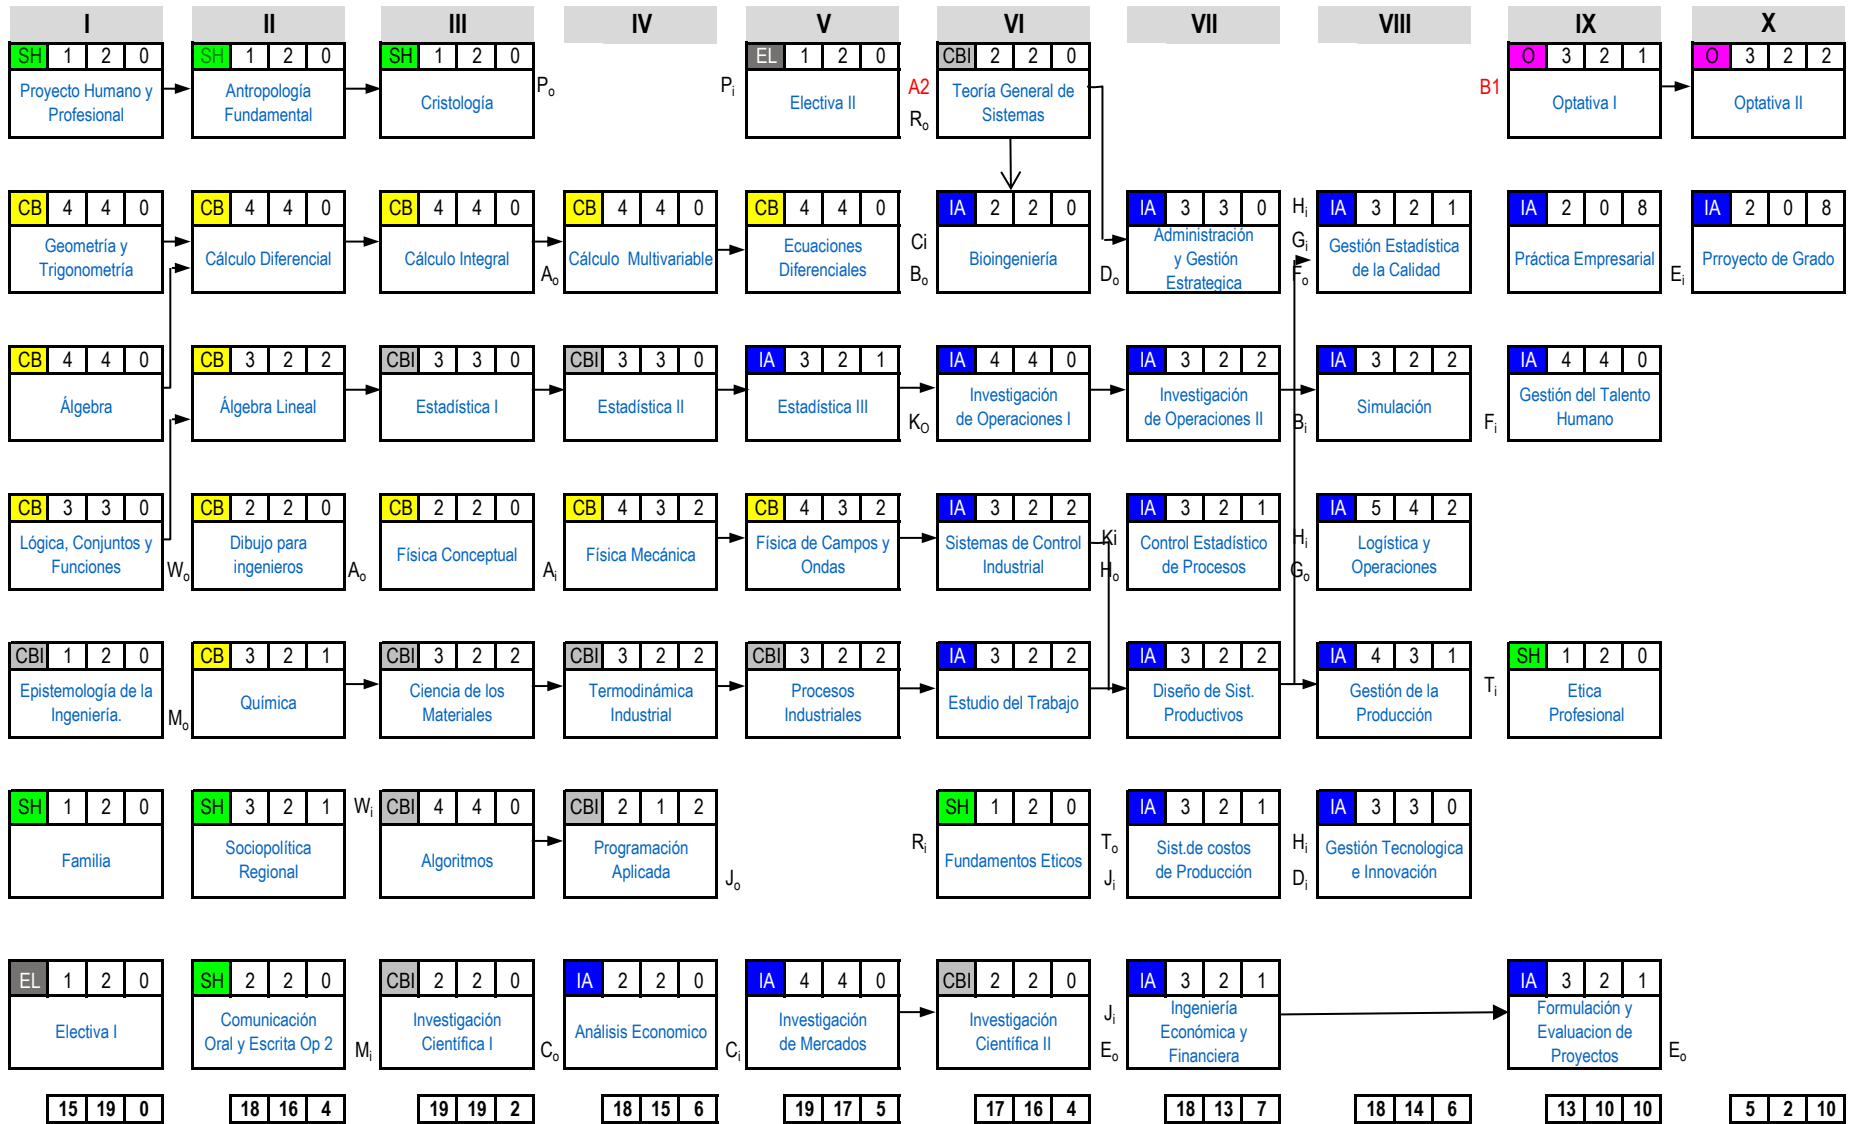 I II III IV V VI VII VIII IX X
SH 1 2 0 SH 1 2 0 SH 1 2 0 EL 1 2 0 CBI 2 2 0 O 3 2 1 O 3 2 2
Proyecto Humano y Profesional
Antropología Fundamental
Cristología
Po
Pi
Electiva II
A2
Ro
Teoría General de Sistemas
B1
Optativa I
Optativa II
CB 4 4 0 CB 4 4 0 CB 4 4 0 CB 4 4 0 CB 4 4 0 IA 2 2 0 IA 3 3 0 Hi IA 3 2 1 IA 2 0 8 IA 2 0 8
Geometría y Trigonometría
Cálculo Diferencial
Cálculo Integral
Ao
Cálculo Multivariable
Ecuaciones Diferenciales
Ci
Bo
Bioingeniería
Do
Administración y Gestión Estrategica
Gi
Fo
Gestión Estadística de la Calidad
Práctica Empresarial
Ei
Prroyecto de Grado
CB 4 4 0 CB 3 2 2 CBI 3 3 0 CBI 3 3 0 IA 3 2 1 IA 4 4 0 IA 3 2 2 IA 3 2 2 IA 4 4 0
Álgebra
Álgebra Lineal
Estadística I
Estadística II
Estadística III
KO
Investigación de Operaciones I
Investigación de Operaciones II
Bi
Simulación
Fi
Gestión del Talento Humano
CB 3 3 0 CB 2 2 0 CB 2 2 0 CB 4 3 2 CB 4 3 2 IA 3 2 2 IA 3 2 1 IA 5 4 2
Lógica, Conjuntos y Funciones
Wo
Dibujo para ingenieros
Ao
Física Conceptual
Ai
Física Mecánica
Física de Campos y Ondas
Sistemas de Control Industrial
Ki
Ho
Control Estadístico de Procesos
Hi
Go
Logística y Operaciones
CBI 1 2 0 CB 3 2 1 CBI 3 2 2 CBI 3 2 2 CBI 3 2 2 IA 3 2 2 IA 3 2 2 IA 4 3 1 SH 1 2 0
Epistemología de la Ingeniería.
Mo
Química
Ciencia de los Materiales
Termodinámica Industrial
Procesos Industriales
Estudio del Trabajo
Diseño de Sist. Productivos
Gestión de la Producción
Ti
Etica Profesional
SH 1 2 0 SH 3 2 1 Wi CBI 4 4 0 CBI 2 1 2 SH 1 2 0 IA 3 2 1 IA 3 3 0
Familia
Sociopolítica Regional
Algoritmos
Programación Aplicada
Jo
Ri
Fundamentos Eticos
To
Ji
Sist.de costos de Producción
Hi
Di
Gestión Tecnologica e Innovación
EL 1 2 0 SH 2 2 0 CBI 2 2 0 IA 2 2 0 IA 4 4 0 CBI 2 2 0 IA 3 2 1 IA 3 2 1
Electiva I
Comunicación Oral y Escrita Op 2
Mi
Investigación Científica I
Co
Análisis Economico
Ci
Investigación de Mercados
Investigación Científica II
Ji
Eo
Ingeniería Económica y Financiera
Formulación y Evaluacion de Proyectos
Eo
15 19 0 18 16 4 19 19 2 18 15 6 19 17 5 17 16 4 18 13 7 18 14 6 13 10 10 5 2 10